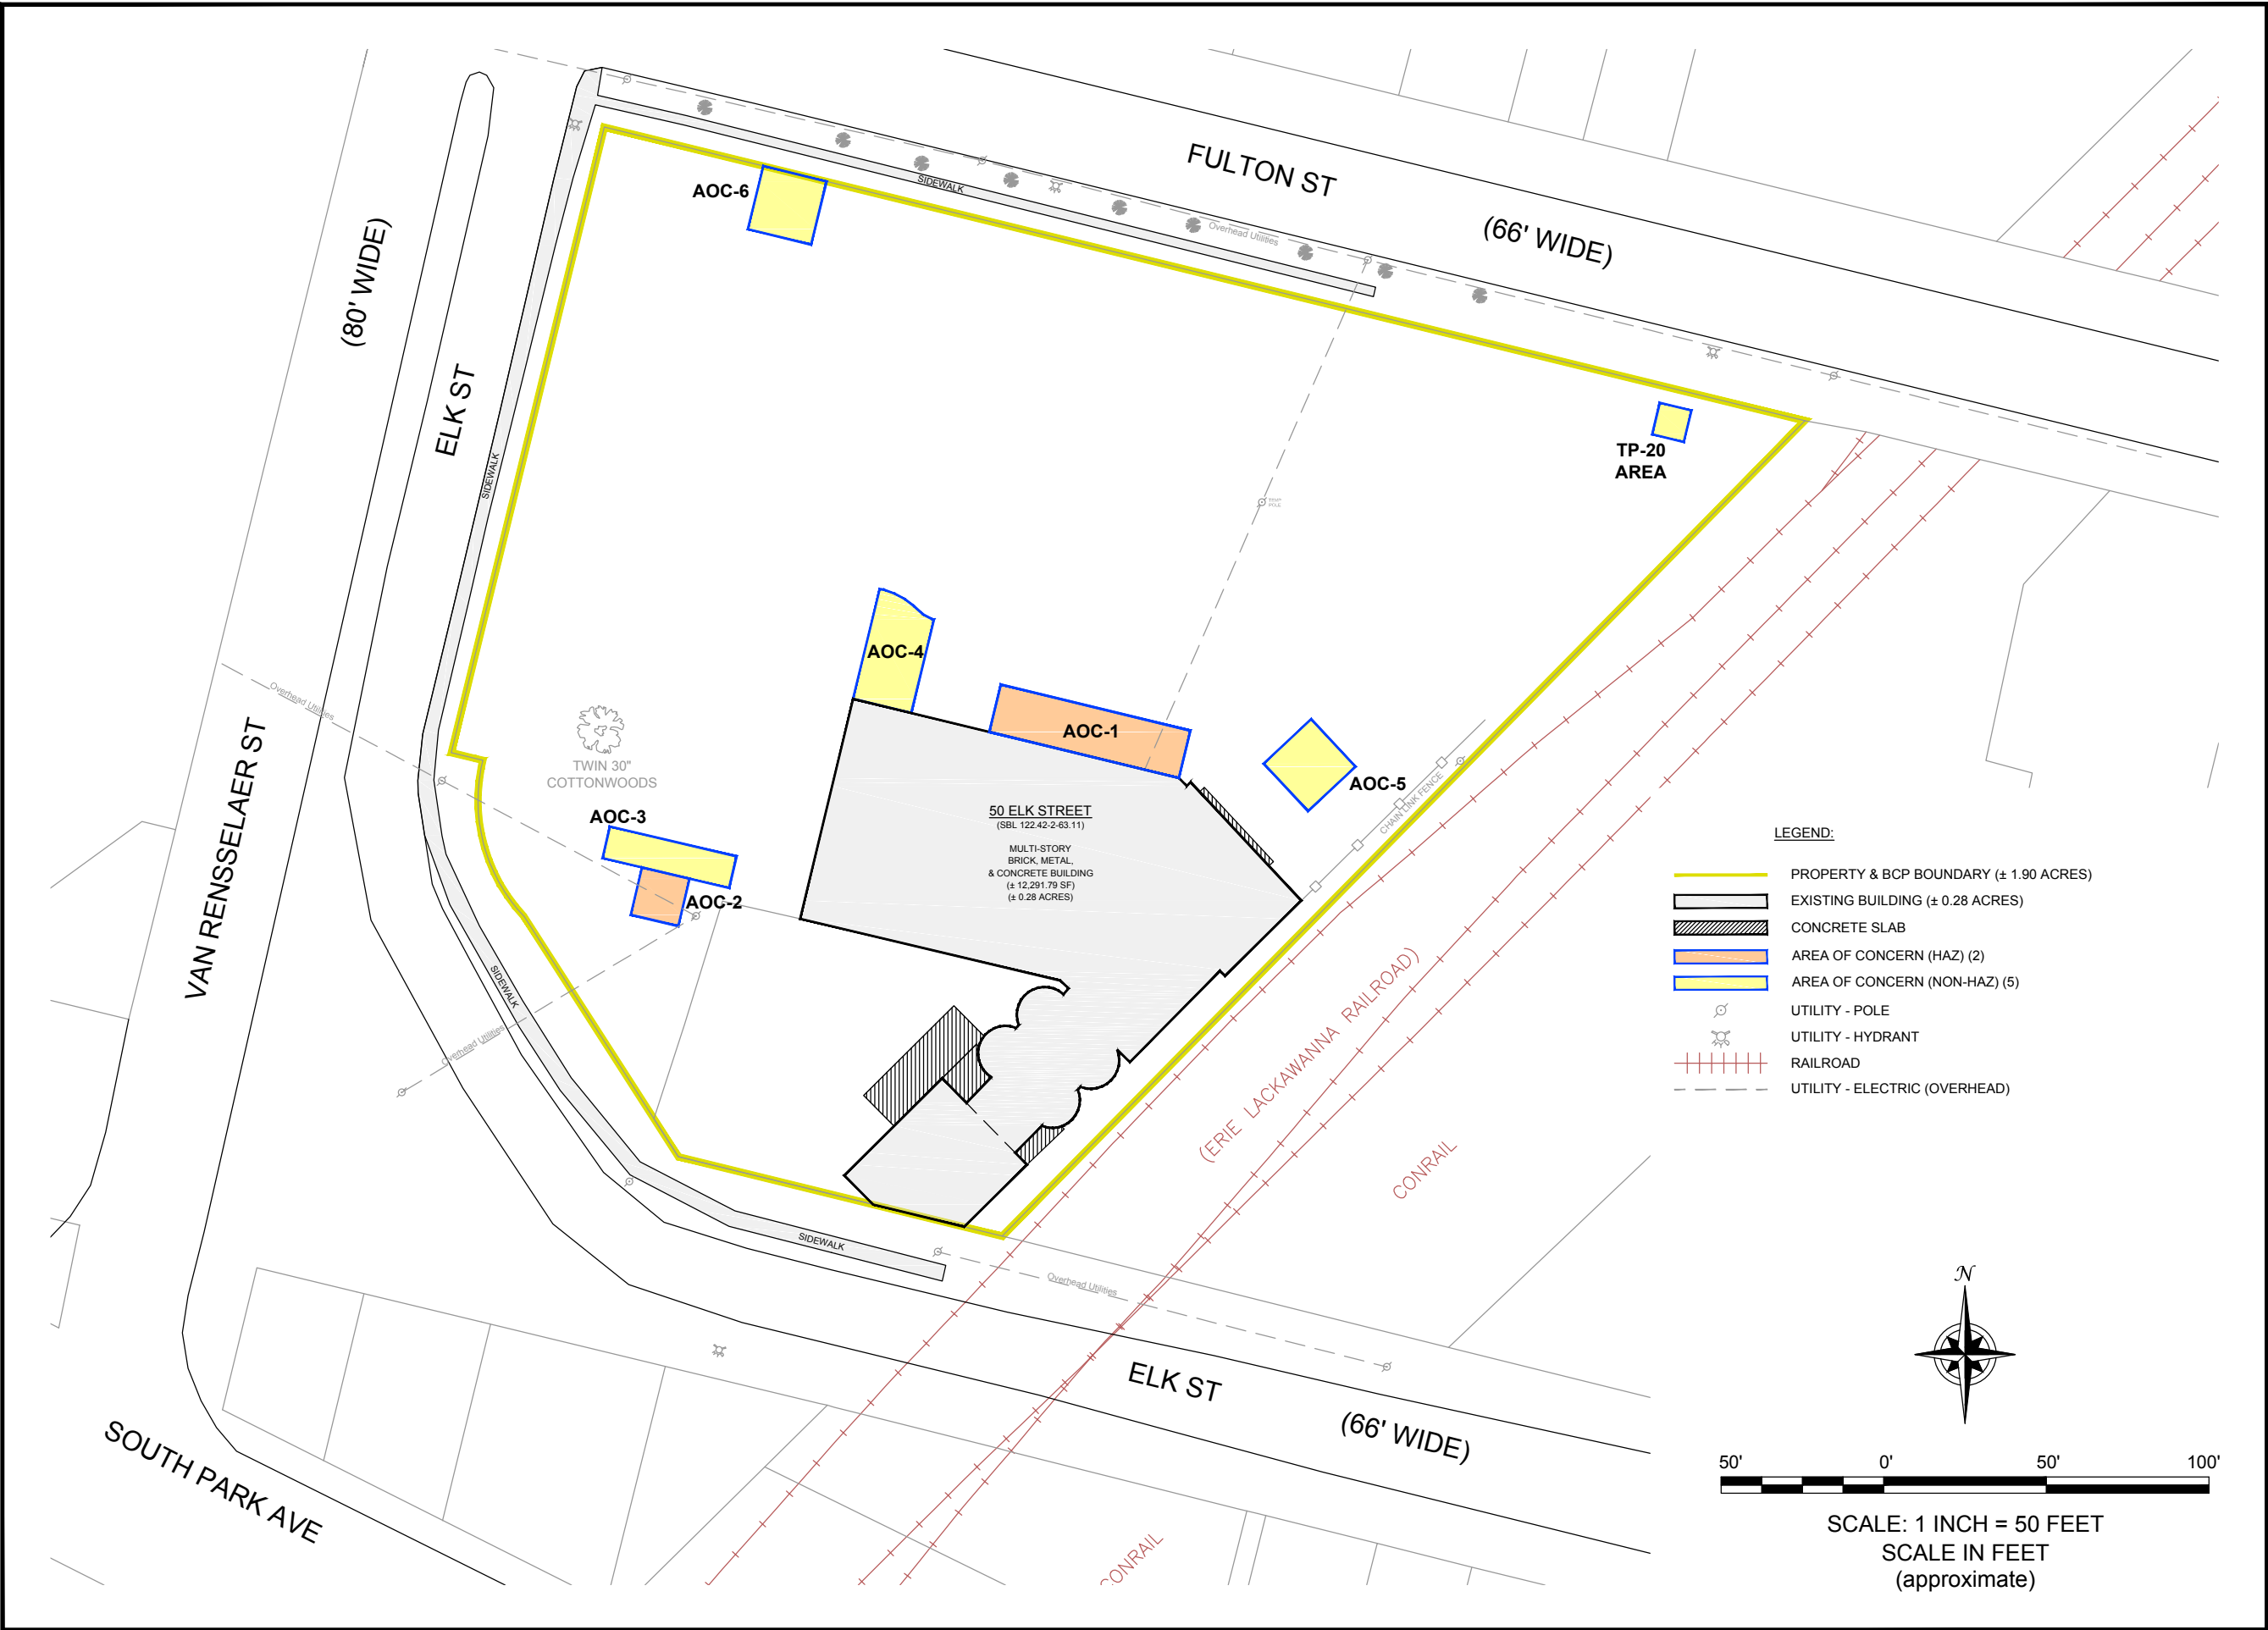 FULTON ST
(66' WIDE)
(80' WIDE)
ELK ST
VAN RENSSELAER ST
SOUTH PARK AVE
SIDEWALK
Overhead Utilities
AOC-6
SIDEWALK
TP-20
AREA
TEMP
POLE
AOC-4
AOC-1
AOC-5
CHAIN LINK FENCE
Overhead Utilities
TWIN 30"
COTTONWOODS
AOC-3
AOC-2
50 ELK STREET
(SBL 122.42-2-63.11)
MULTI-STORY
BRICK, METAL,
& CONCRETE BUILDING
(± 12,291.79 SF)
(± 0.28 ACRES)
SIDEWALK
Overhead Utilities
SIDEWALK
Overhead Utilities
(ERIE LACKAWANNA RAILROAD)
CONRAIL
CONRAIL
ELK ST
(66' WIDE)
LEGEND:
PROPERTY & BCP BOUNDARY (± 1.90 ACRES)
EXISTING BUILDING (± 0.28 ACRES)
CONCRETE SLAB
AREA OF CONCERN (HAZ) (2)
AREA OF CONCERN (NON-HAZ) (5)
UTILITY - POLE
UTILITY - HYDRANT
RAILROAD
UTILITY - ELECTRIC (OVERHEAD)
N
50' 0' 50' 100'
SCALE: 1 INCH = 50 FEET
SCALE IN FEET
(approximate)